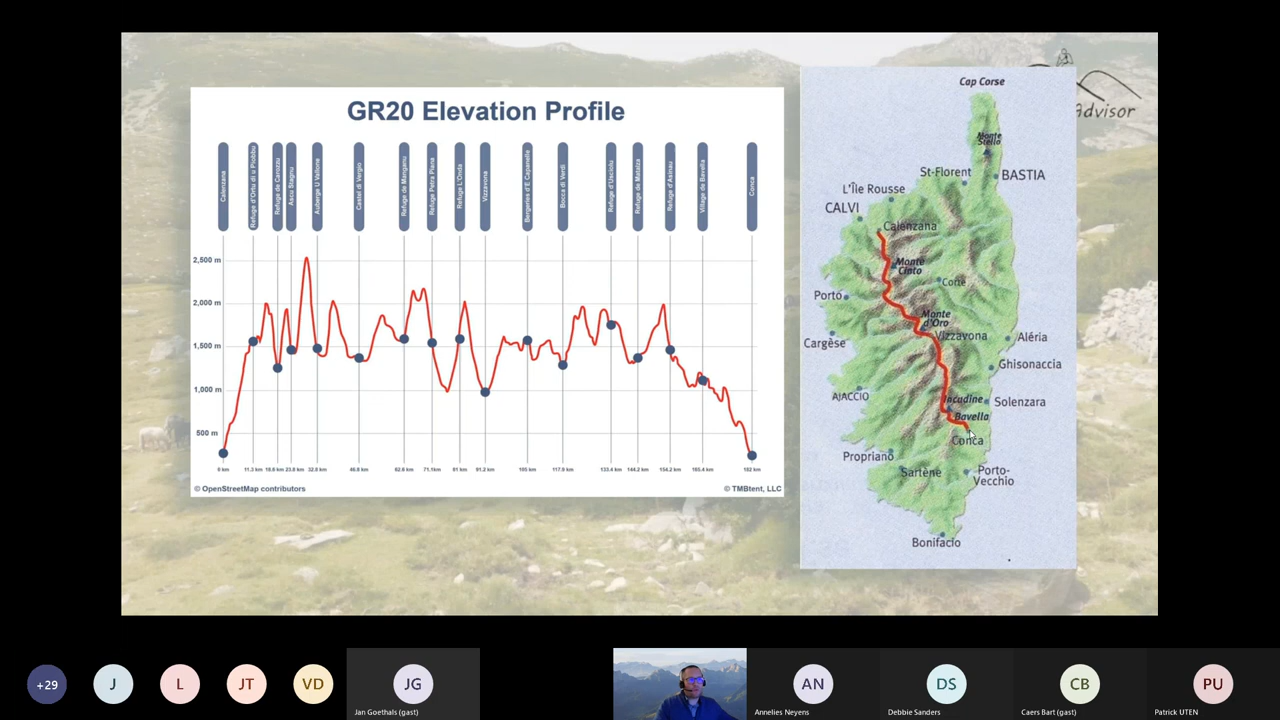 GR20 Elevation Profile
Calenzana
Refuge d'Ortu di u Piobbu
Refuge de Carozzu
Ascu Stagnu
Auberge U Vallone
Castel di Vergio
Refuge de Manganu
Refuge Petra Piana
Refuge L'Onda
Vizzavona
Bergeries d'E Capanelle
Bocca di Verdi
Refuge d'Usciolu
Refuge de Matalza
Refuge d'Asinau
Village de Bavella
Conca
2,500 m
2,000 m
1,500 m
1,000 m
500 m
0 km 11.3 km 19.8 km 23.8 km 32.8 km 46.8 km 62.6 km 71.1km 81 km 91.2 km 105 km 117.9 km 133.4 km 144.2 km 154.2 km 165.4 km 182 km
© OpenStreetMap contributors
© TMBtent, LLC
Advisor
Cap Corse
Monte
Stello
St-Florent
BASTIA
L'Île Rousse
CALVI
Calenzana
Monte
Cinto
Corte
Porto
Monte
d'Oro
Vizzavona
Aléria
Cargèse
Ghisonaccia
AJACCIO
Incudine
Solenzara
Bavella
Conca
Propriano
Sartène
Porto-
Vecchio
Bonifacio
+29
J
L
JT
VD
JG
Jan Goethals (gast)
AN
Annelies Neyens
DS
Debbie Sanders
CB
Caers Bart (gast)
PU
Patrick UTEN